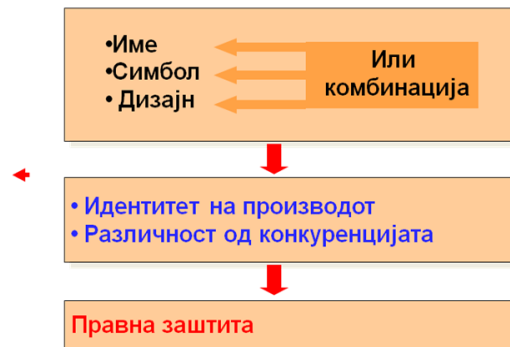 •Име
•Симбол
• Дизајн
Или
комбинација
• Идентитет на производот
• Различност од конкуренцијата
Правна заштита